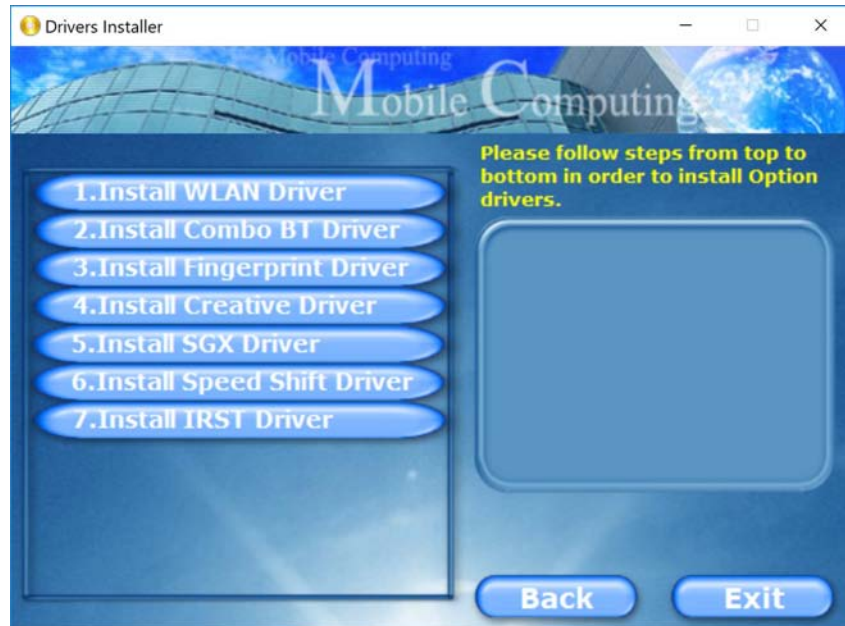 Drivers Installer
Mobile Computing
Mobile Computing
Please follow steps from top to
bottom in order to install Option
drivers.
1.Install WLAN Driver
2.Install Combo BT Driver
3.Install Fingerprint Driver
4.Install Creative Driver
5.Install SGX Driver
6.Install Speed Shift Driver
7.Install IRST Driver
Back
Exit